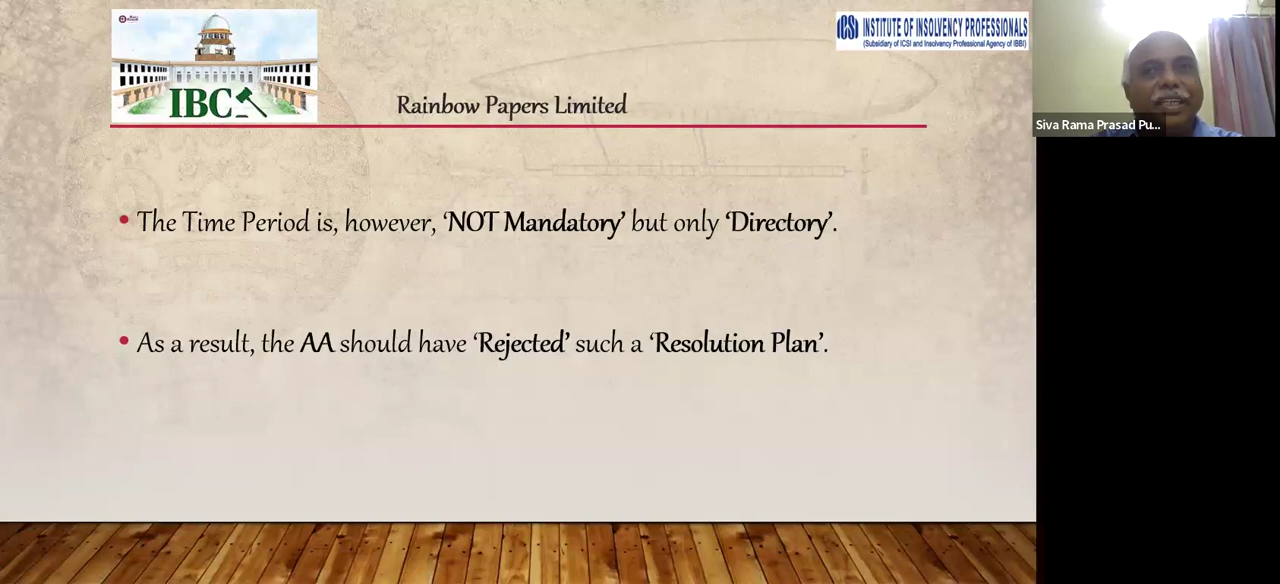 IBC
ICSI INSTITUTE OF INSOLVENCY PROFESSIONALS
(Subsidiary of ICSI and Insolvency Professional Agency of IBBI)
Rainbow Papers Limited
Siva Rama Prasad Pu...
• The Time Period is, however, ‘NOT Mandatory’ but only ‘Directory’.
• As a result, the AA should have ‘Rejected’ such a ‘Resolution Plan’.